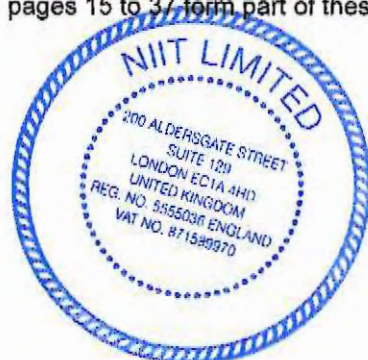 pages 15 to 37 form part of thes
NIIT LIMITED
200 ALDERSGATE STREET
SUITE 129
LONDON EC1A 4HD
UNITED KINGDOM
REG. NO. 5555036 ENGLAND
VAT NO. 871589970